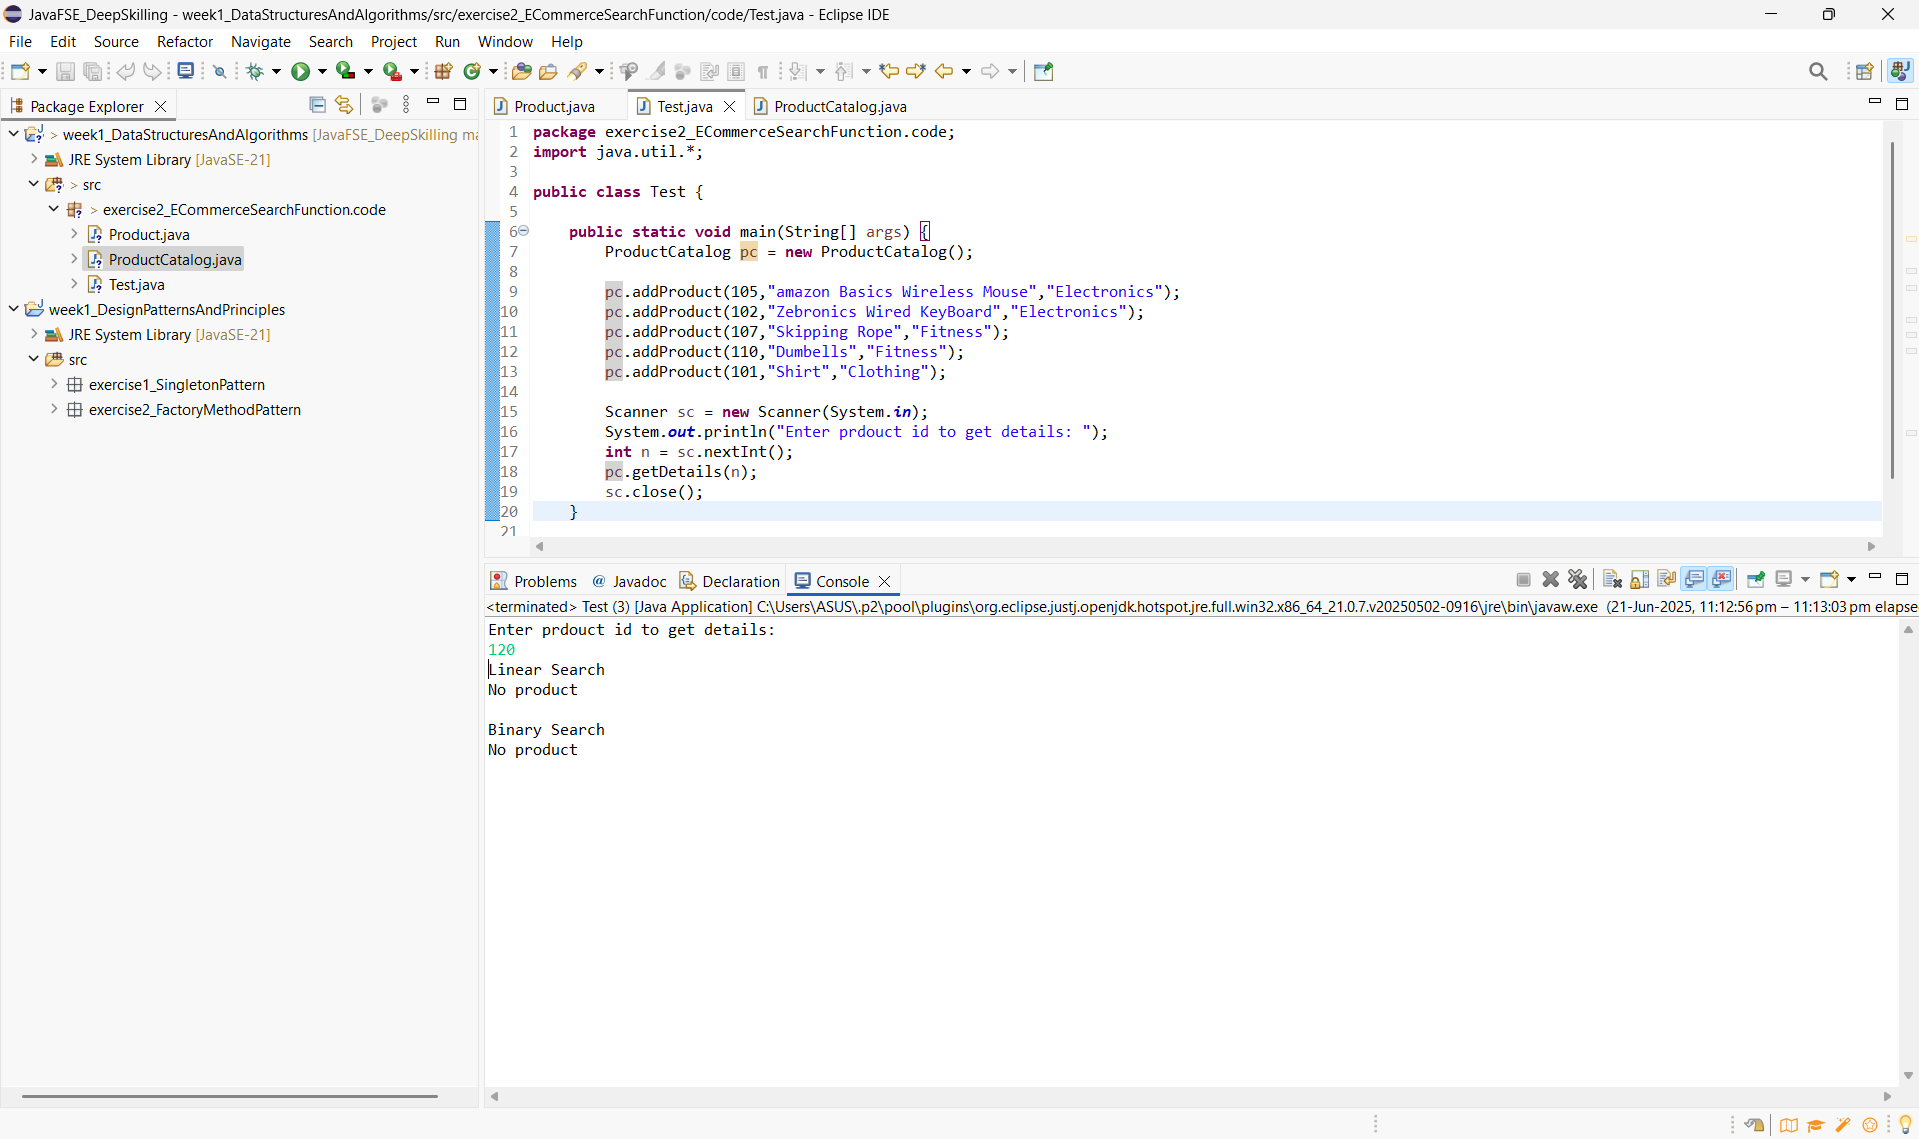 JavaFSE_DeepSkilling - week1_DataStructuresAndAlgorithms/src/exercise2_ECommerceSearchFunction/code/Test.java - Eclipse IDE
File Edit Source Refactor Navigate Search Project Run Window Help
Package Explorer
> week1_DataStructuresAndAlgorithms [JavaFSE_DeepSkilling ma
JRE System Library [JavaSE-21]
> src
> exercise2_ECommerceSearchFunction.code
Product.java
ProductCatalog.java
Test.java
week1_DesignPatternsAndPrinciples
JRE System Library [JavaSE-21]
src
exercise1_SingletonPattern
exercise2_FactoryMethodPattern
Product.java Test.java ProductCatalog.java
1 package exercise2_ECommerceSearchFunction.code;
2 import java.util.*;
3
4 public class Test {
5
6 public static void main(String[] args) {
7 ProductCatalog pc = new ProductCatalog();
8
9 pc.addProduct(105,"amazon Basics Wireless Mouse","Electronics");
10 pc.addProduct(102,"Zebronics Wired KeyBoard","Electronics");
11 pc.addProduct(107,"Skipping Rope","Fitness");
12 pc.addProduct(110,"Dumbells","Fitness");
13 pc.addProduct(101,"Shirt","Clothing");
14
15 Scanner sc = new Scanner(System.in);
16 System.out.println("Enter prdouct id to get details: ");
17 int n = sc.nextInt();
18 pc.getDetails(n);
19 sc.close();
20 }
21
Problems @ Javadoc Declaration Console
<terminated> Test (3) [Java Application] C:\Users\ASUS\.p2\pool\plugins\org.eclipse.justj.openjdk.hotspot.jre.full.win32.x86_64_21.0.7.v20250502-0916\jre\bin\javaw.exe (21-Jun-2025, 11:12:56 pm – 11:13:03 pm elapse
Enter prdouct id to get details:
120
Linear Search
No product
Binary Search
No product